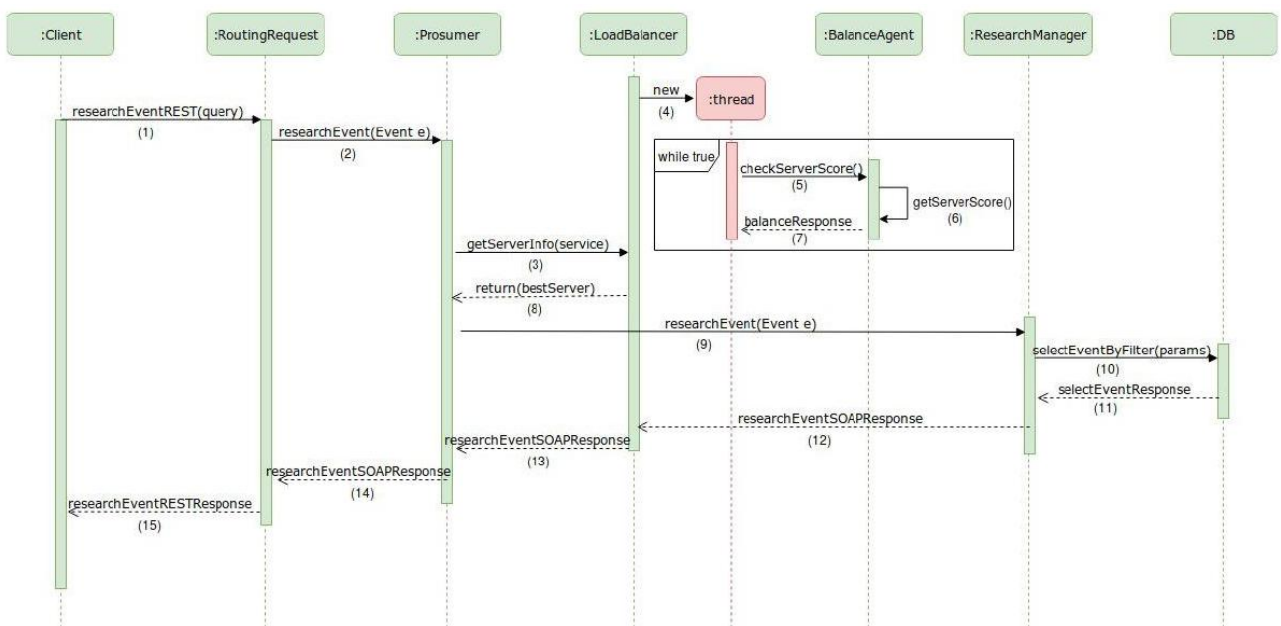 :Client
:RoutingRequest
:Prosumer
:LoadBalancer
:BalanceAgent
:ResearchManager
:DB
new
(4)
:thread
researchEventREST(query)
(1)
researchEvent(Event e)
(2)
while true
checkServerScore()
(5)
getServerScore()
(6)
balanceResponse
(7)
getServerInfo(service)
(3)
return(bestServer)
(8)
researchEvent(Event e)
(9)
selectEventByFilter(params)
(10)
selectEventResponse
(11)
researchEventSOAPResponse
(12)
researchEventSOAPResponse
(13)
researchEventSOAPResponse
(14)
researchEventRESTResponse
(15)